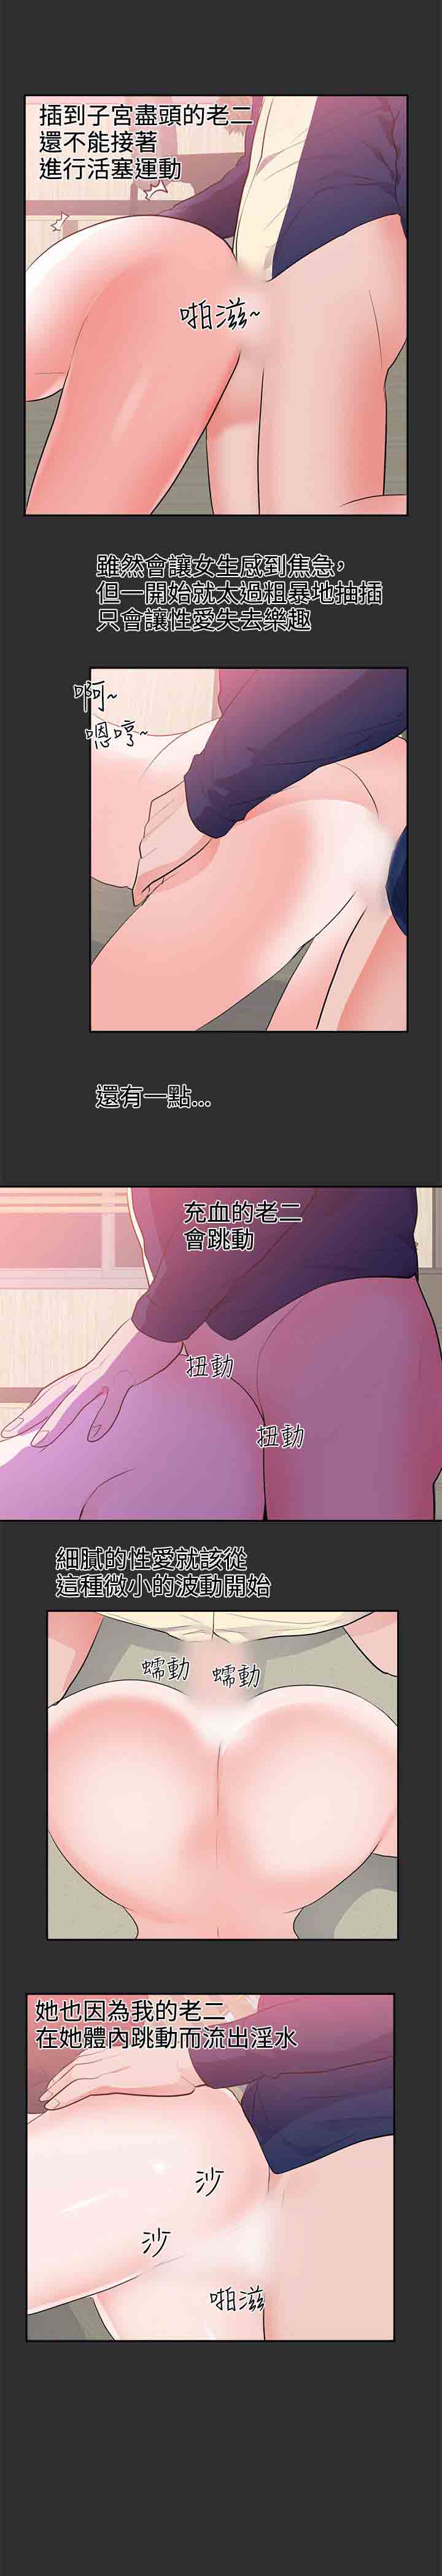 插到子宮盡頭的老二
還不能接著
進行活塞運動
啪滋~
雖然會讓女生感到焦急，
但一開始就太過粗暴地抽插
只會讓性愛失去樂趣
啊~
嗯哼~
還有一點...
充血的老二
會跳動
扭動
扭動
細膩的性愛就該從
這種微小的波動開始
蠕動
蠕動
她也因為我的老二
在她體內跳動而流出淫水
沙
沙
啪滋